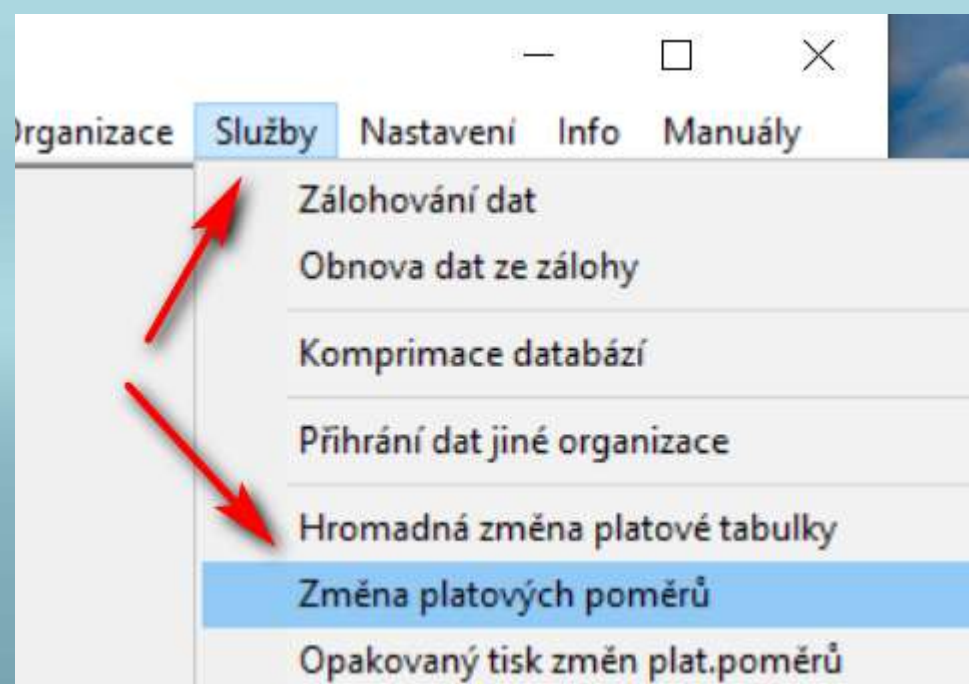 Organizace Služby Nastavení Info Manuály
Zálohování dat
Obnova dat ze zálohy
Komprimace databází
Přihrání dat jiné organizace
Hromadná změna platové tabulky
Změna platových poměrů
Opakovaný tisk změn plat.poměrů